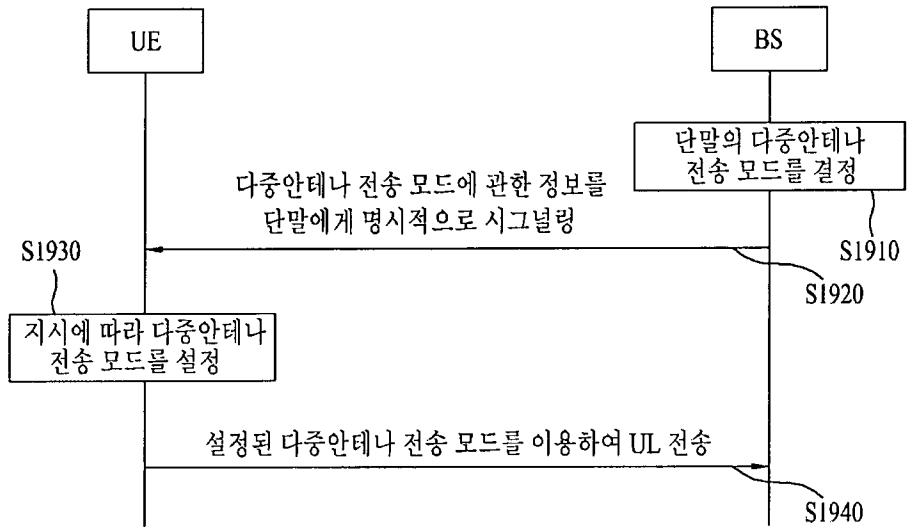 UE
BS
단말의 다중안테나
전송 모드를 결정
S1910
다중안테나 전송 모드에 관한 정보를
단말에게 명시적으로 시그널링
S1920
S1930
지시에 따라 다중안테나
전송 모드를 설정
설정된 다중안테나 전송 모드를 이용하여 UL 전송
S1940